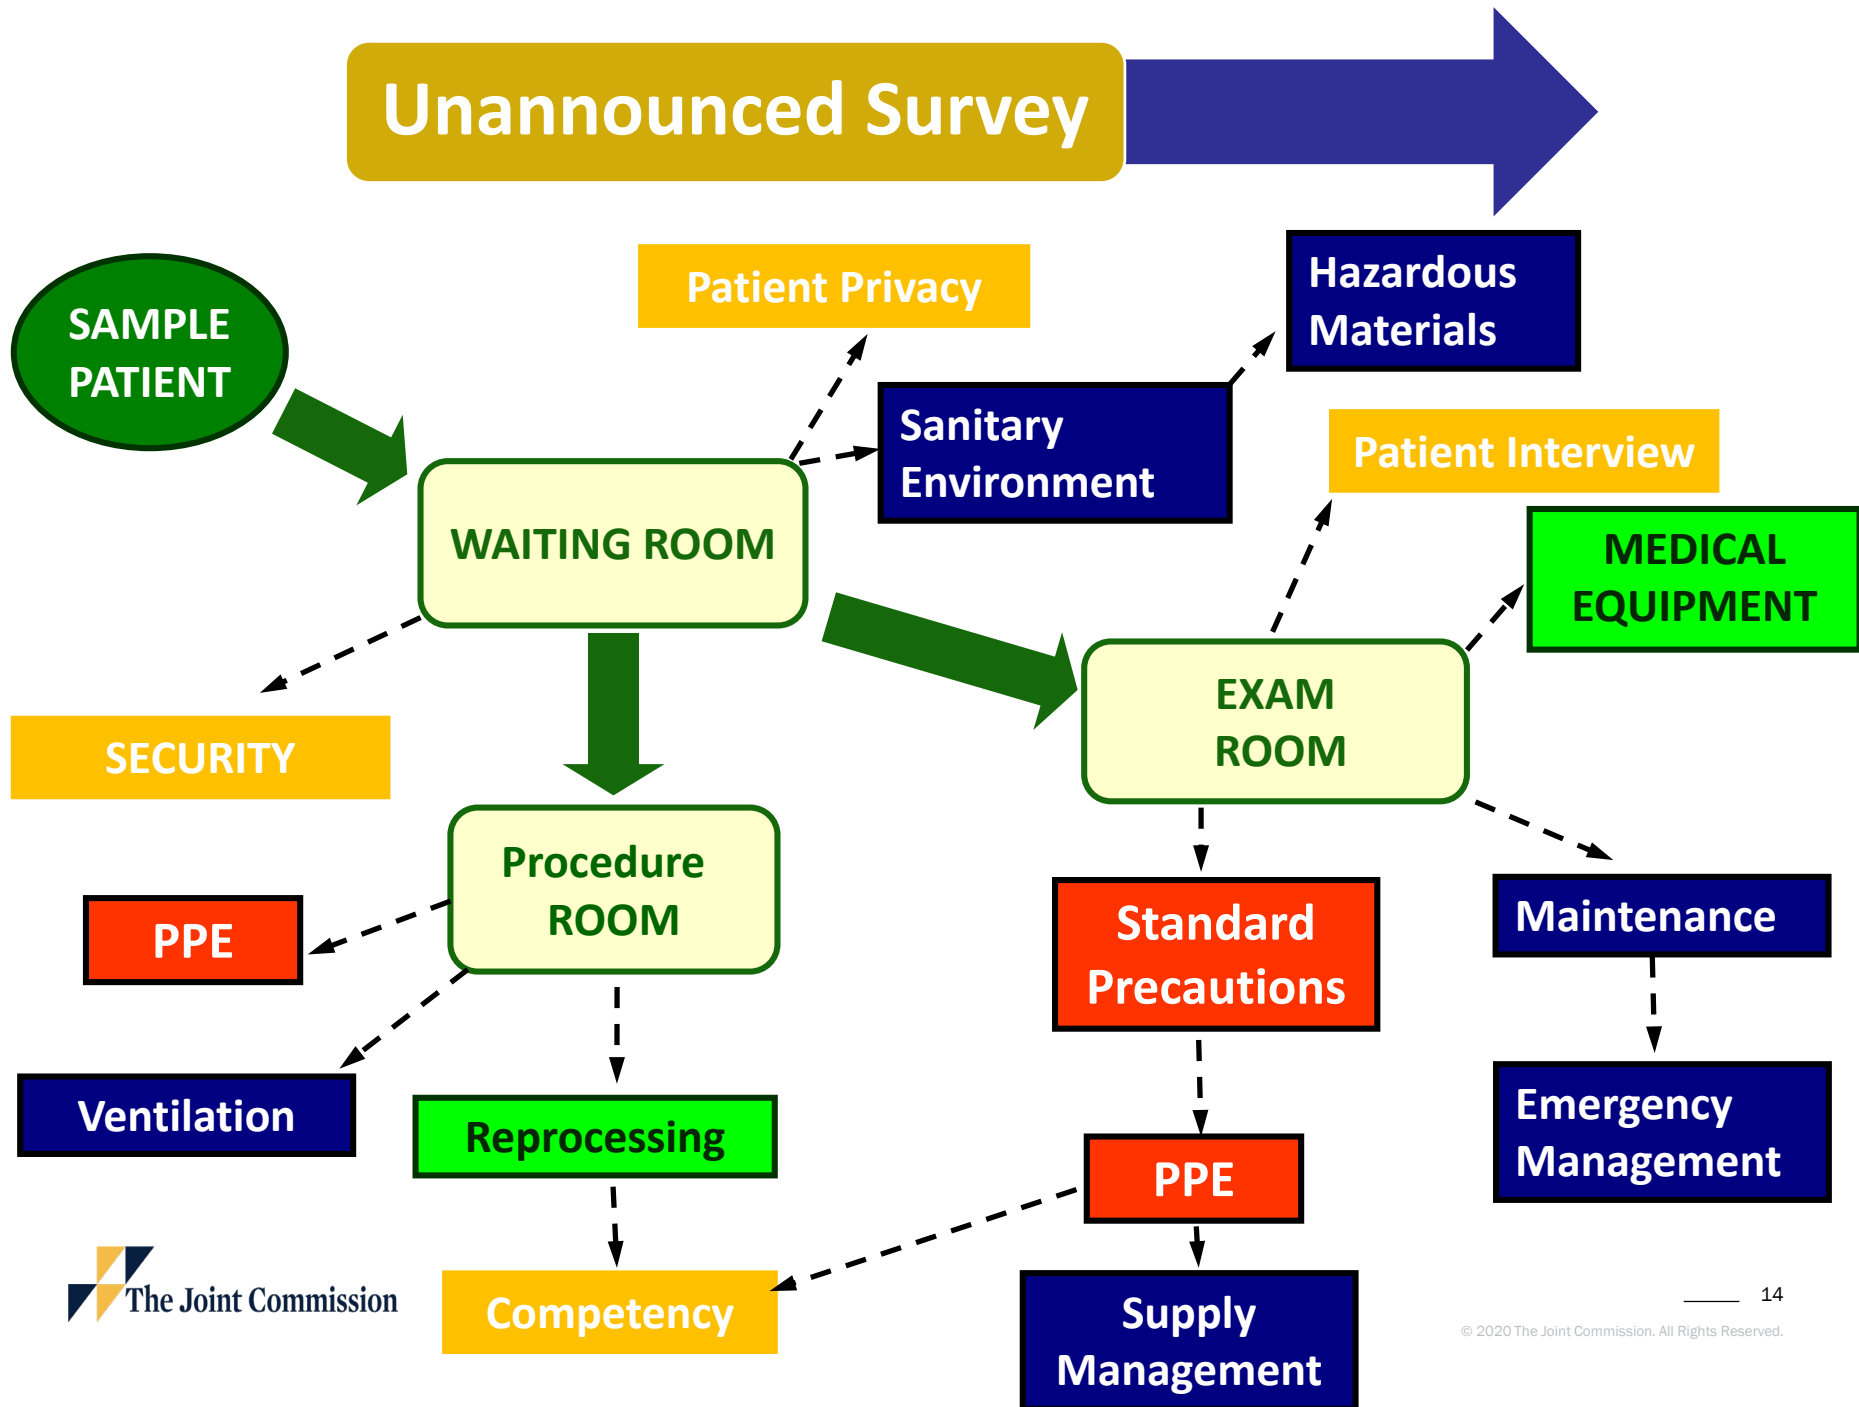 Unannounced Survey
SAMPLE
PATIENT
Patient Privacy
Hazardous
Materials
Sanitary
Environment
Patient Interview
MEDICAL
EQUIPMENT
WAITING ROOM
EXAM
ROOM
SECURITY
Procedure
ROOM
PPE
Standard
Precautions
Maintenance
Ventilation
Reprocessing
PPE
Emergency
Management
Competency
Supply
Management
The Joint Commission
14
© 2020 The Joint Commission. All Rights Reserved.